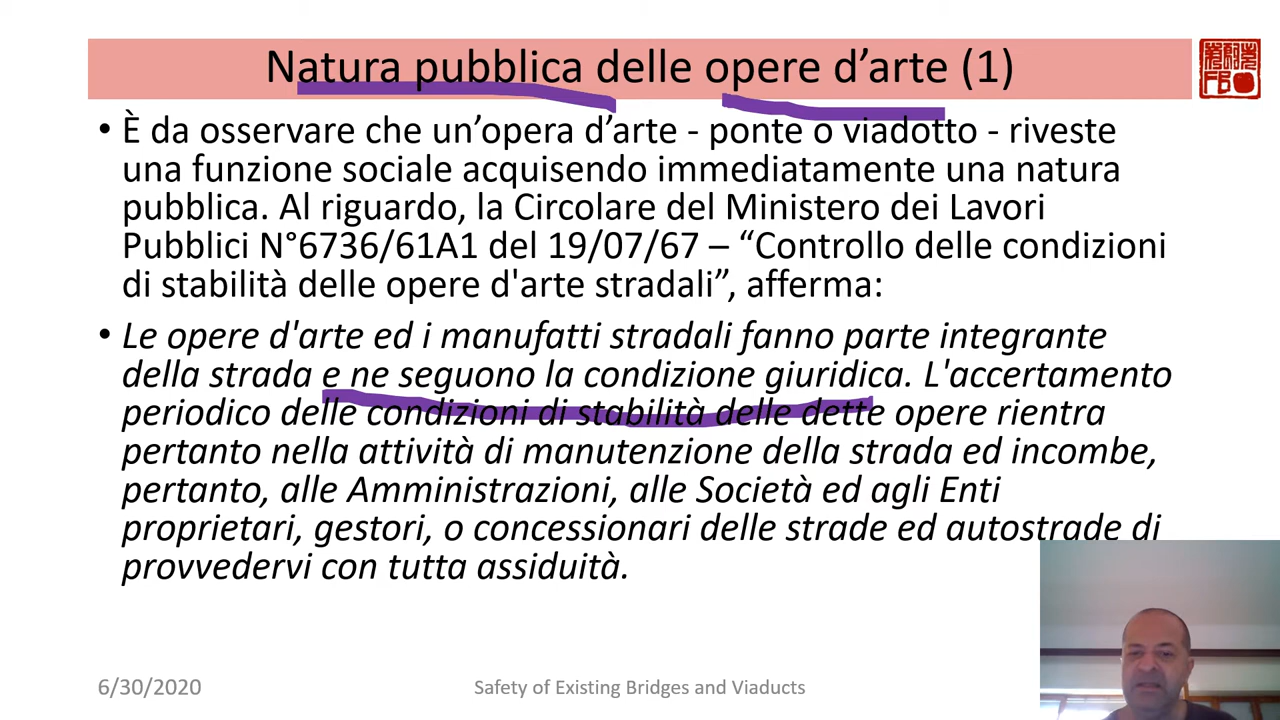 Natura pubblica delle opere d’arte (1)
• È da osservare che un’opera d’arte - ponte o viadotto - riveste
una funzione sociale acquisendo immediatamente una natura
pubblica. Al riguardo, la Circolare del Ministero dei Lavori
Pubblici N°6736/61A1 del 19/07/67 – “Controllo delle condizioni
di stabilità delle opere d'arte stradali”, afferma:
• Le opere d'arte ed i manufatti stradali fanno parte integrante
della strada e ne seguono la condizione giuridica. L'accertamento
periodico delle condizioni di stabilità delle dette opere rientra
pertanto nella attività di manutenzione della strada ed incombe,
pertanto, alle Amministrazioni, alle Società ed agli Enti
proprietari, gestori, o concessionari delle strade ed autostrade di
provvedervi con tutta assiduità.
6/30/2020
Safety of Existing Bridges and Viaducts